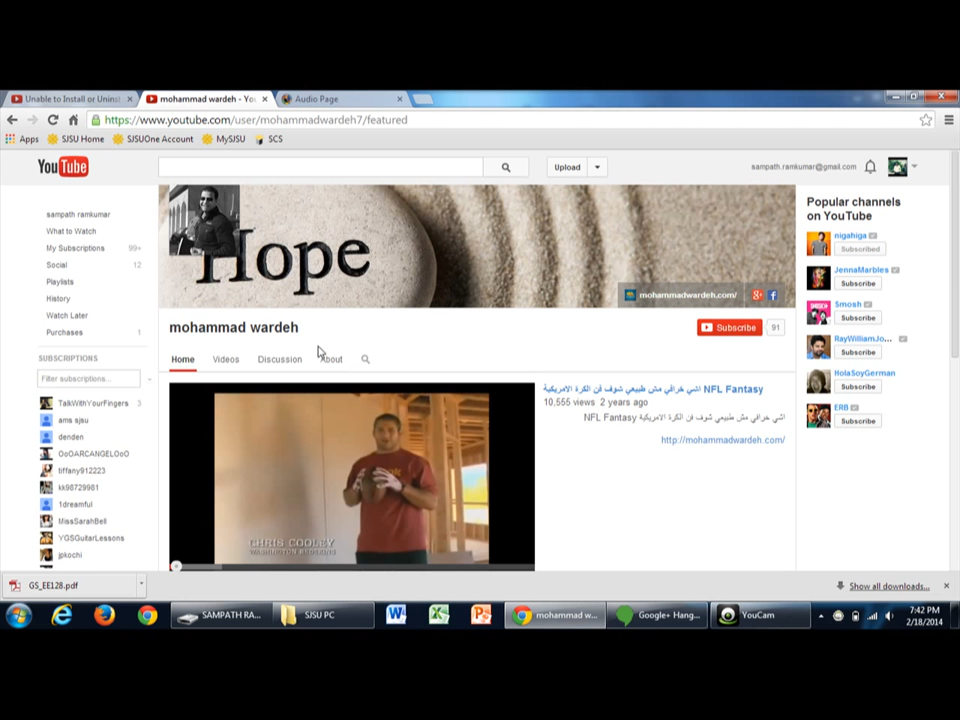 Unable to Install or Uninst
mohammad wardeh - Yo
Audio Page
https://www.youtube.com/user/mohammadwardeh7/featured
Apps
SJSU Home
SJSUOne Account
MySJSU
SCS
YouTube
Upload
sampath.ramkumar@gmail.com
sampath ramkumar
What to Watch
My Subscriptions 99+
Social 12
Playlists
History
Watch Later
Purchases 1
SUBSCRIPTIONS
Filter subscriptions...
TalkWithYourFingers 3
ams sjsu
denden
OoOARCANGELOoO
tiffany912223
kk98729981
1dreamful
MissSarahBell
YGSGuitarLessons
jpkochi
Hope
mohammadwardeh.com/
mohammad wardeh
Subscribe 91
Home
Videos
Discussion
About
CHRIS COOLEY
WASHINGTON REDSKINS
NFL Fantasy اشي خرافي مش طبيعي شوف فن الكرة الامريكية
10,555 views 2 years ago
NFL Fantasy اشي خرافي مش طبيعي شوف فن الكرة الامريكية
http://mohammadwardeh.com/
Popular channels
on YouTube
nigahiga
Subscribed
JennaMarbles
Subscribe
Smosh
Subscribe
RayWilliamJo...
Subscribe
HolaSoyGerman
Subscribe
ERB
Subscribe
GS_EE128.pdf
Show all downloads...
SAMPATH RA...
SJSU PC
mohammad w...
Google+ Hang...
YouCam
7:42 PM
2/18/2014